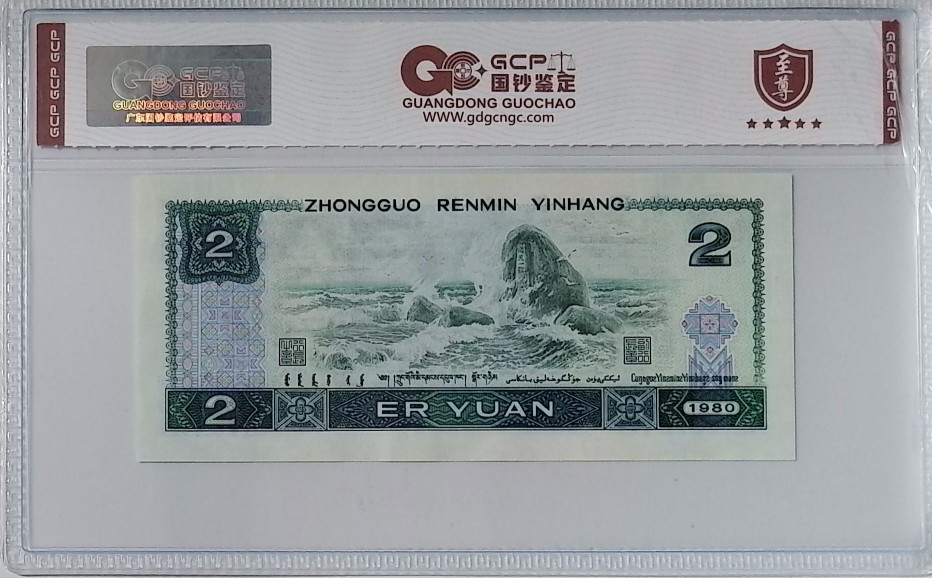 GCP GCP GCP
GCP
国钞鉴定
GUANGDONG GUOCHAO
广东国钞鉴定评估有限公司
GCP
国钞鉴定
GUANGDONG GUOCHAO
www.gdgcngc.com
至尊
GCP GCP GCP
ZHONGGUO RENMIN YINHANG
2
2
2
ER YUAN
1980